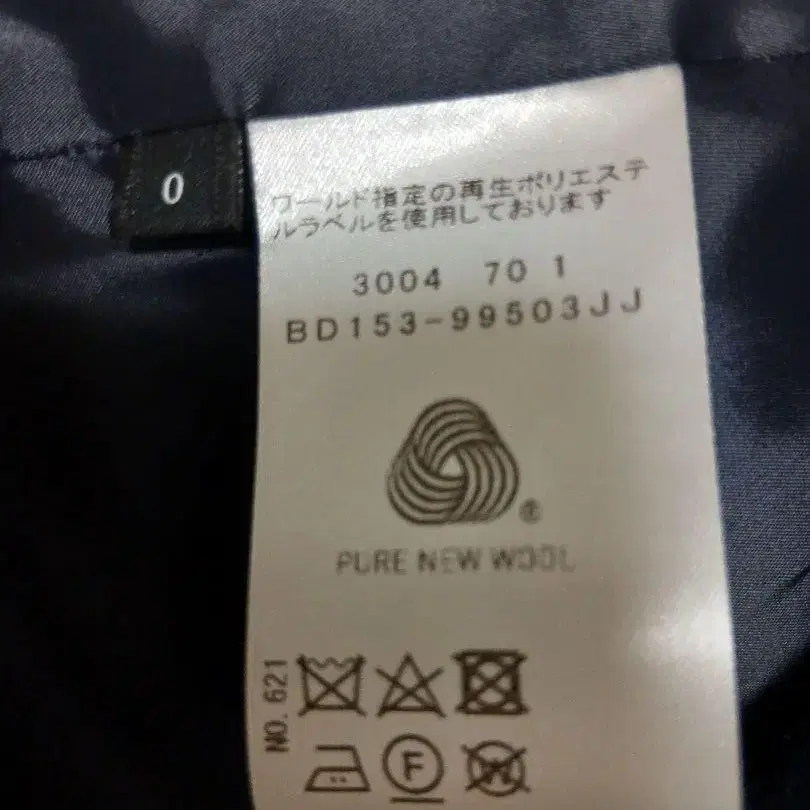 0
ワールド指定の再生ポリエステ
ルラベルを使用しております
3004 70 1
BD153-99503JJ
®
PURE NEW WOOL
NO. 621
F
W